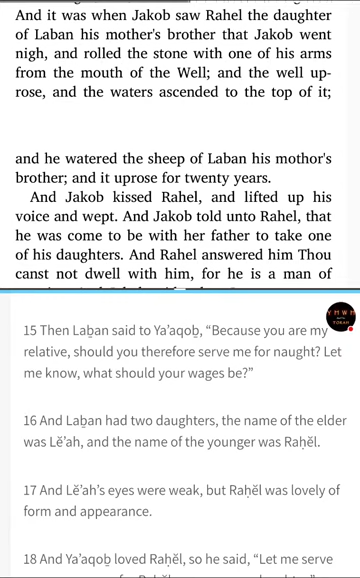 And it was when Jakob saw Rahel the daughter
of Laban his mother's brother that Jakob went
nigh, and rolled the stone with one of his arms
from the mouth of the Well; and the well up-
rose, and the waters ascended to the top of it;
and he watered the sheep of Laban his mothor's
brother; and it uprose for twenty years.
And Jakob kissed Rahel, and lifted up his
voice and wept. And Jakob told unto Rahel, that
he was come to be with her father to take one
of his daughters. And Rahel answered him Thou
canst not dwell with him, for he is a man of
15 Then Laḇan said to Ya’aqoḇ, “Because you are my
relative, should you therefore serve me for naught? Let
me know, what should your wages be?”
16 And Laḇan had two daughters, the name of the elder
was Lĕ’ah, and the name of the younger was Raḥĕl.
17 And Lĕ’ah’s eyes were weak, but Raḥĕl was lovely of
form and appearance.
18 And Ya’aqoḇ loved Raḥĕl, so he said, “Let me serve